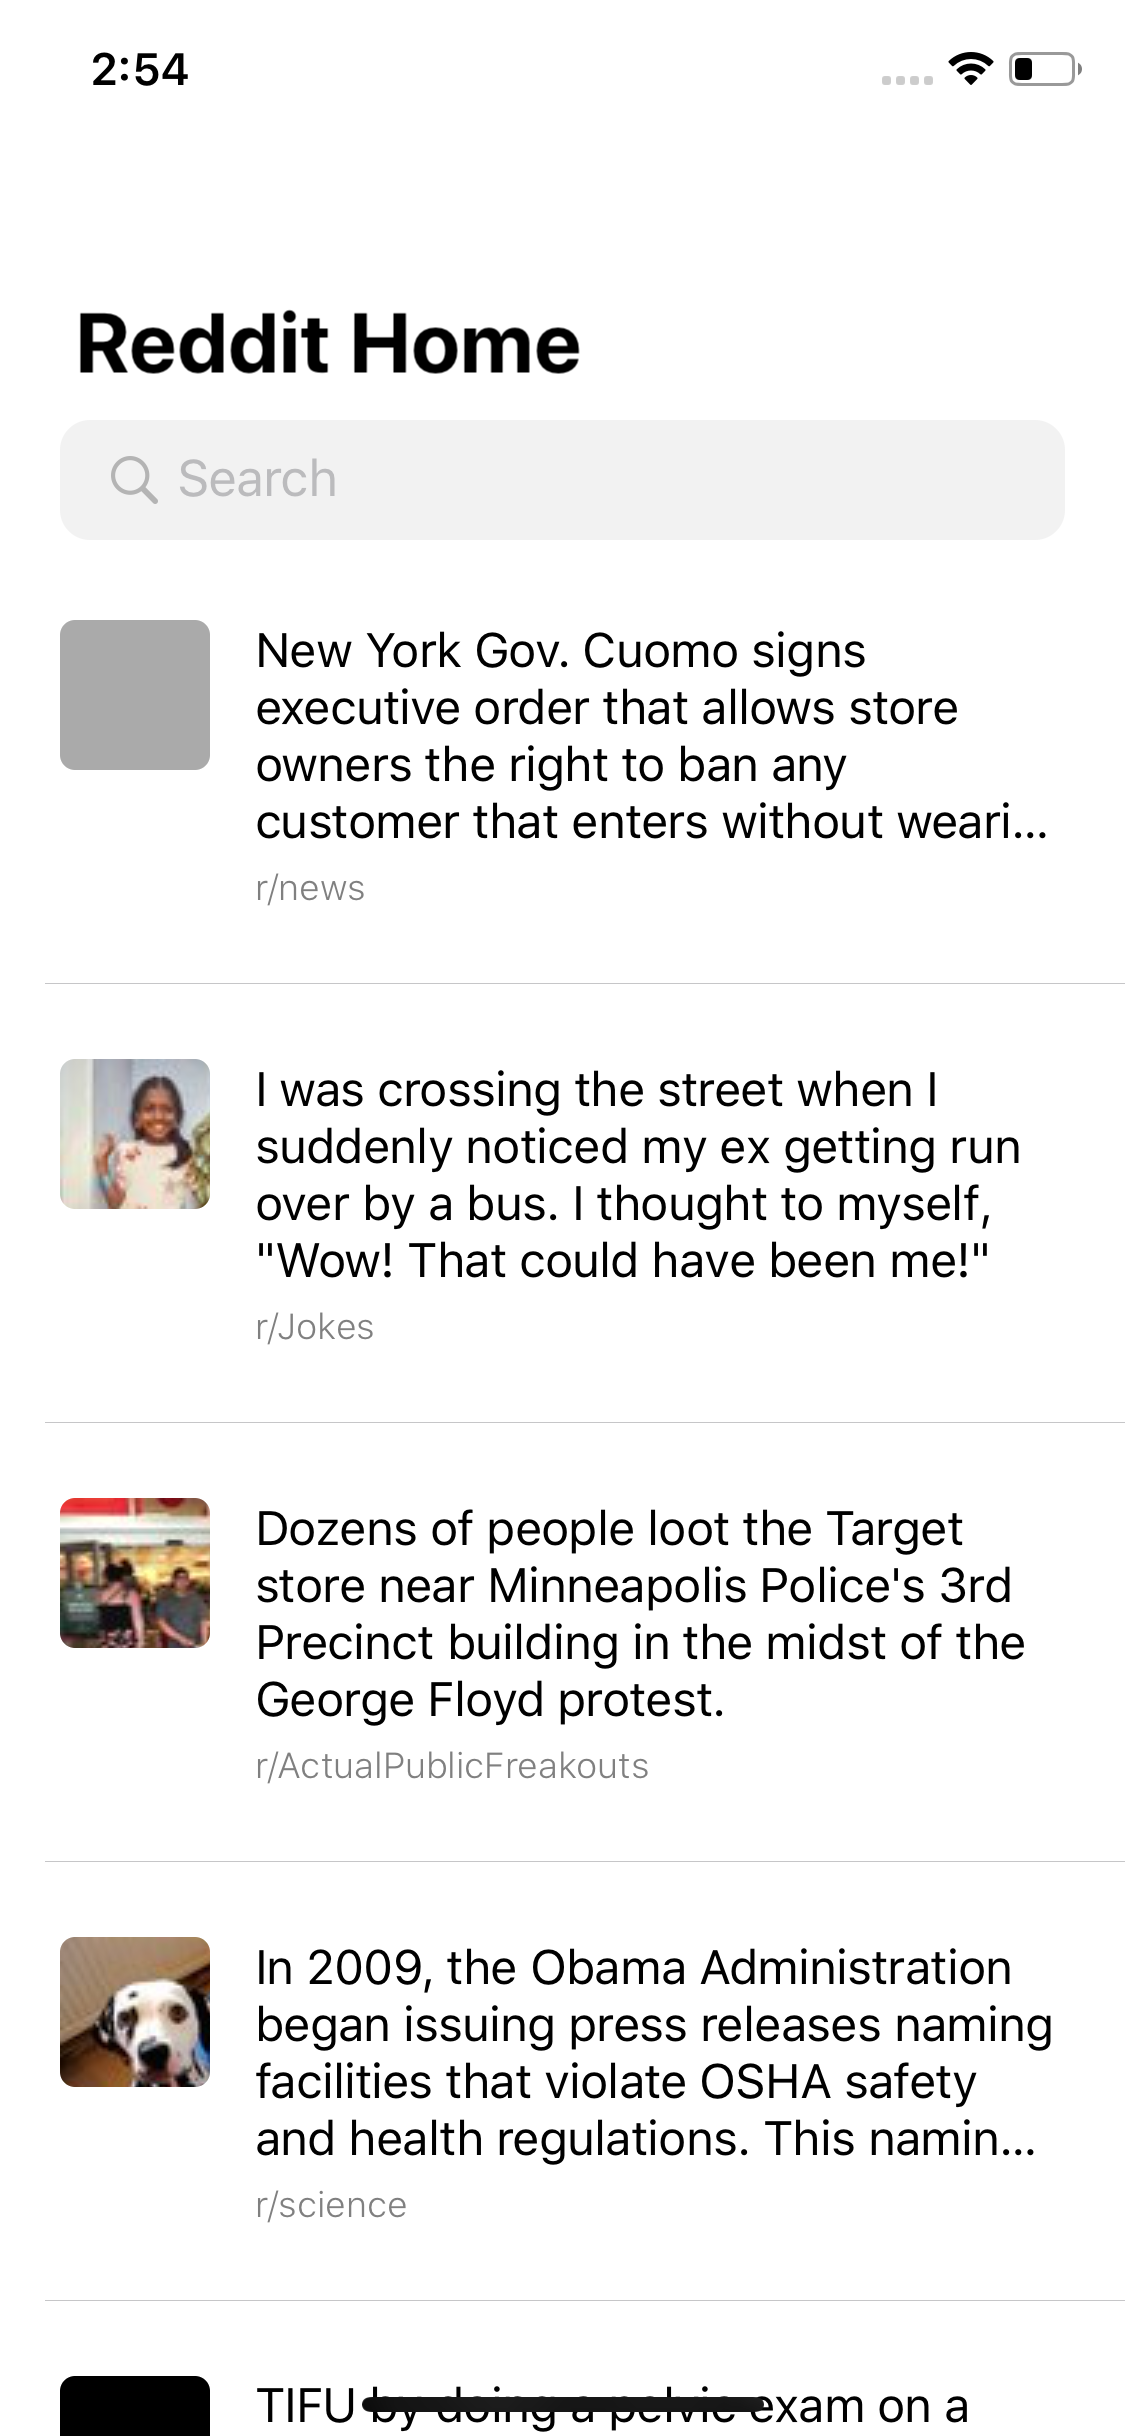 2:54
Reddit Home
Search
New York Gov. Cuomo signs
executive order that allows store
owners the right to ban any
customer that enters without weari...
r/news
I was crossing the street when I
suddenly noticed my ex getting run
over by a bus. I thought to myself,
"Wow! That could have been me!"
r/Jokes
Dozens of people loot the Target
store near Minneapolis Police's 3rd
Precinct building in the midst of the
George Floyd protest.
r/ActualPublicFreakouts
In 2009, the Obama Administration
began issuing press releases naming
facilities that violate OSHA safety
and health regulations. This namin...
r/science
TIFU by doing a pelvic exam on a